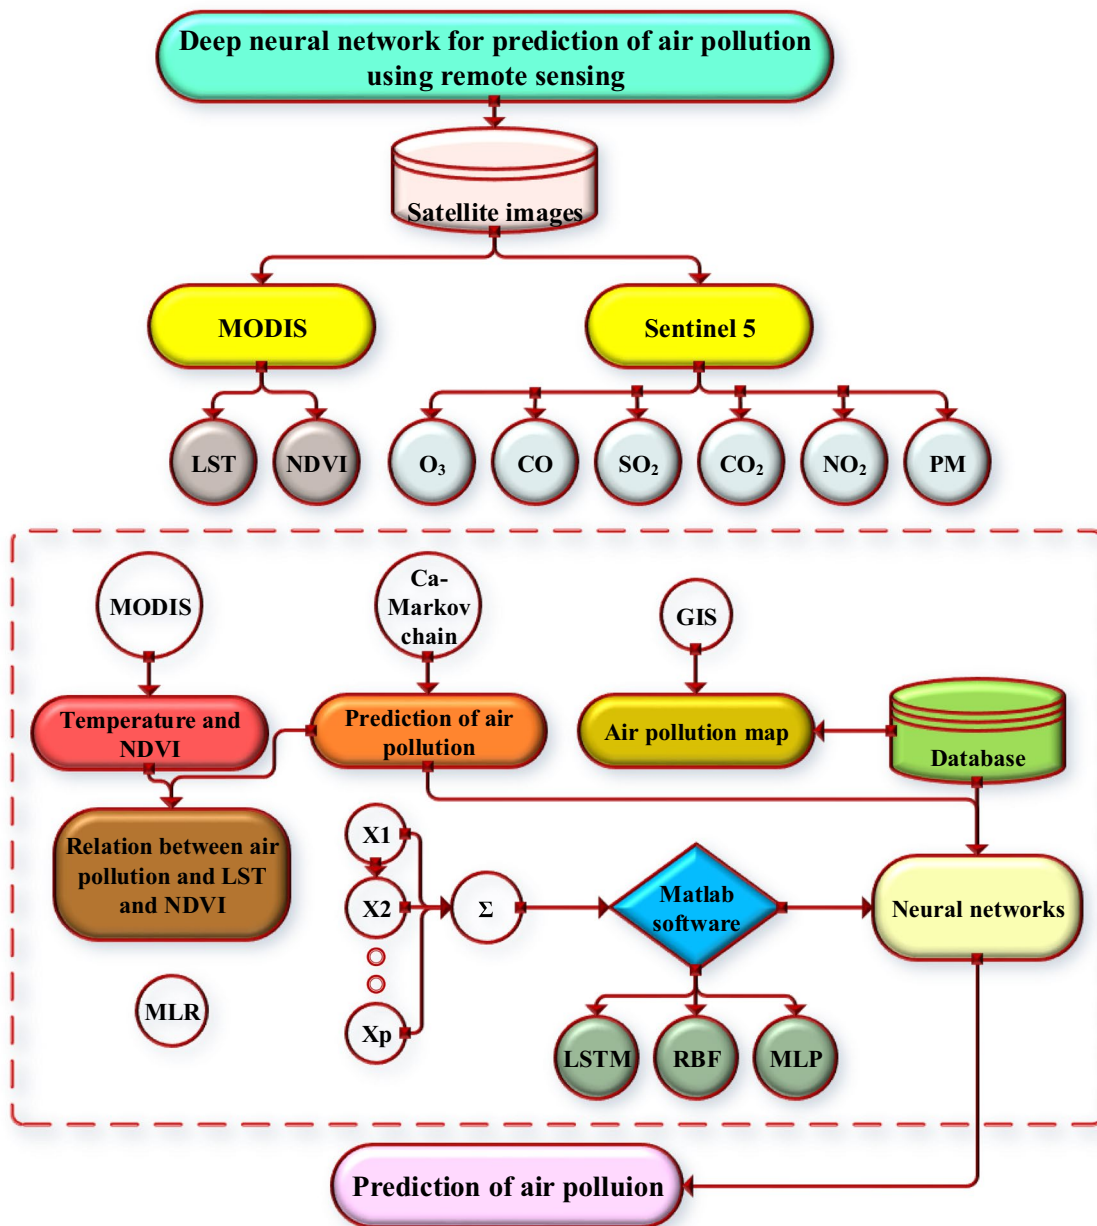 Deep neural network for prediction of air pollution
using remote sensing
Satellite images
MODIS
Sentinel 5
LST
NDVI
O₃
CO
SO₂
CO₂
NO₂
PM
MODIS
Ca-
Markov
chain
GIS
Temperature and
NDVI
Prediction of air
pollution
Air pollution map
Database
Relation between air
pollution and LST
and NDVI
X1
X2
Xp
Σ
Matlab
software
Neural networks
MLR
LSTM
RBF
MLP
Prediction of air polluion